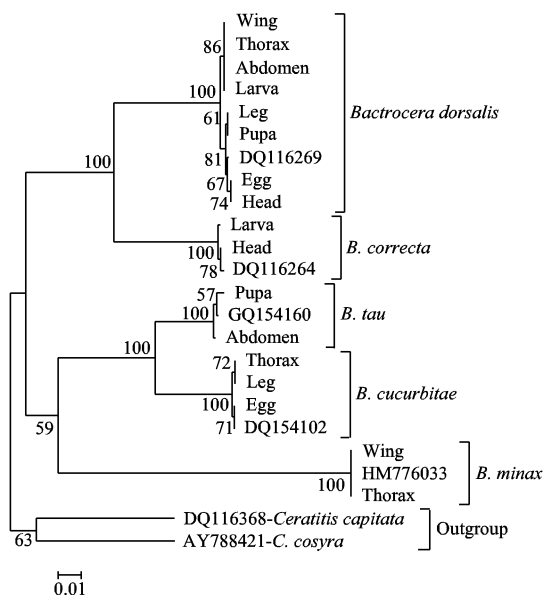 Wing
86
Thorax
Abdomen
100
Larva
Bactrocera dorsalis
61
Leg
Pupa
100
81
DQ116269
67
Egg
74
Head
Larva
100
Head
B. correcta
78
DQ116264
57
Pupa
100
GQ154160
B. tau
Abdomen
100
72
Thorax
Leg
B. cucurbitae
100
Egg
59
71
DQ154102
Wing
100
HM776033
B. minax
Thorax
DQ116368-Ceratitis capitata
Outgroup
63
AY788421-C. cosyra
0.01